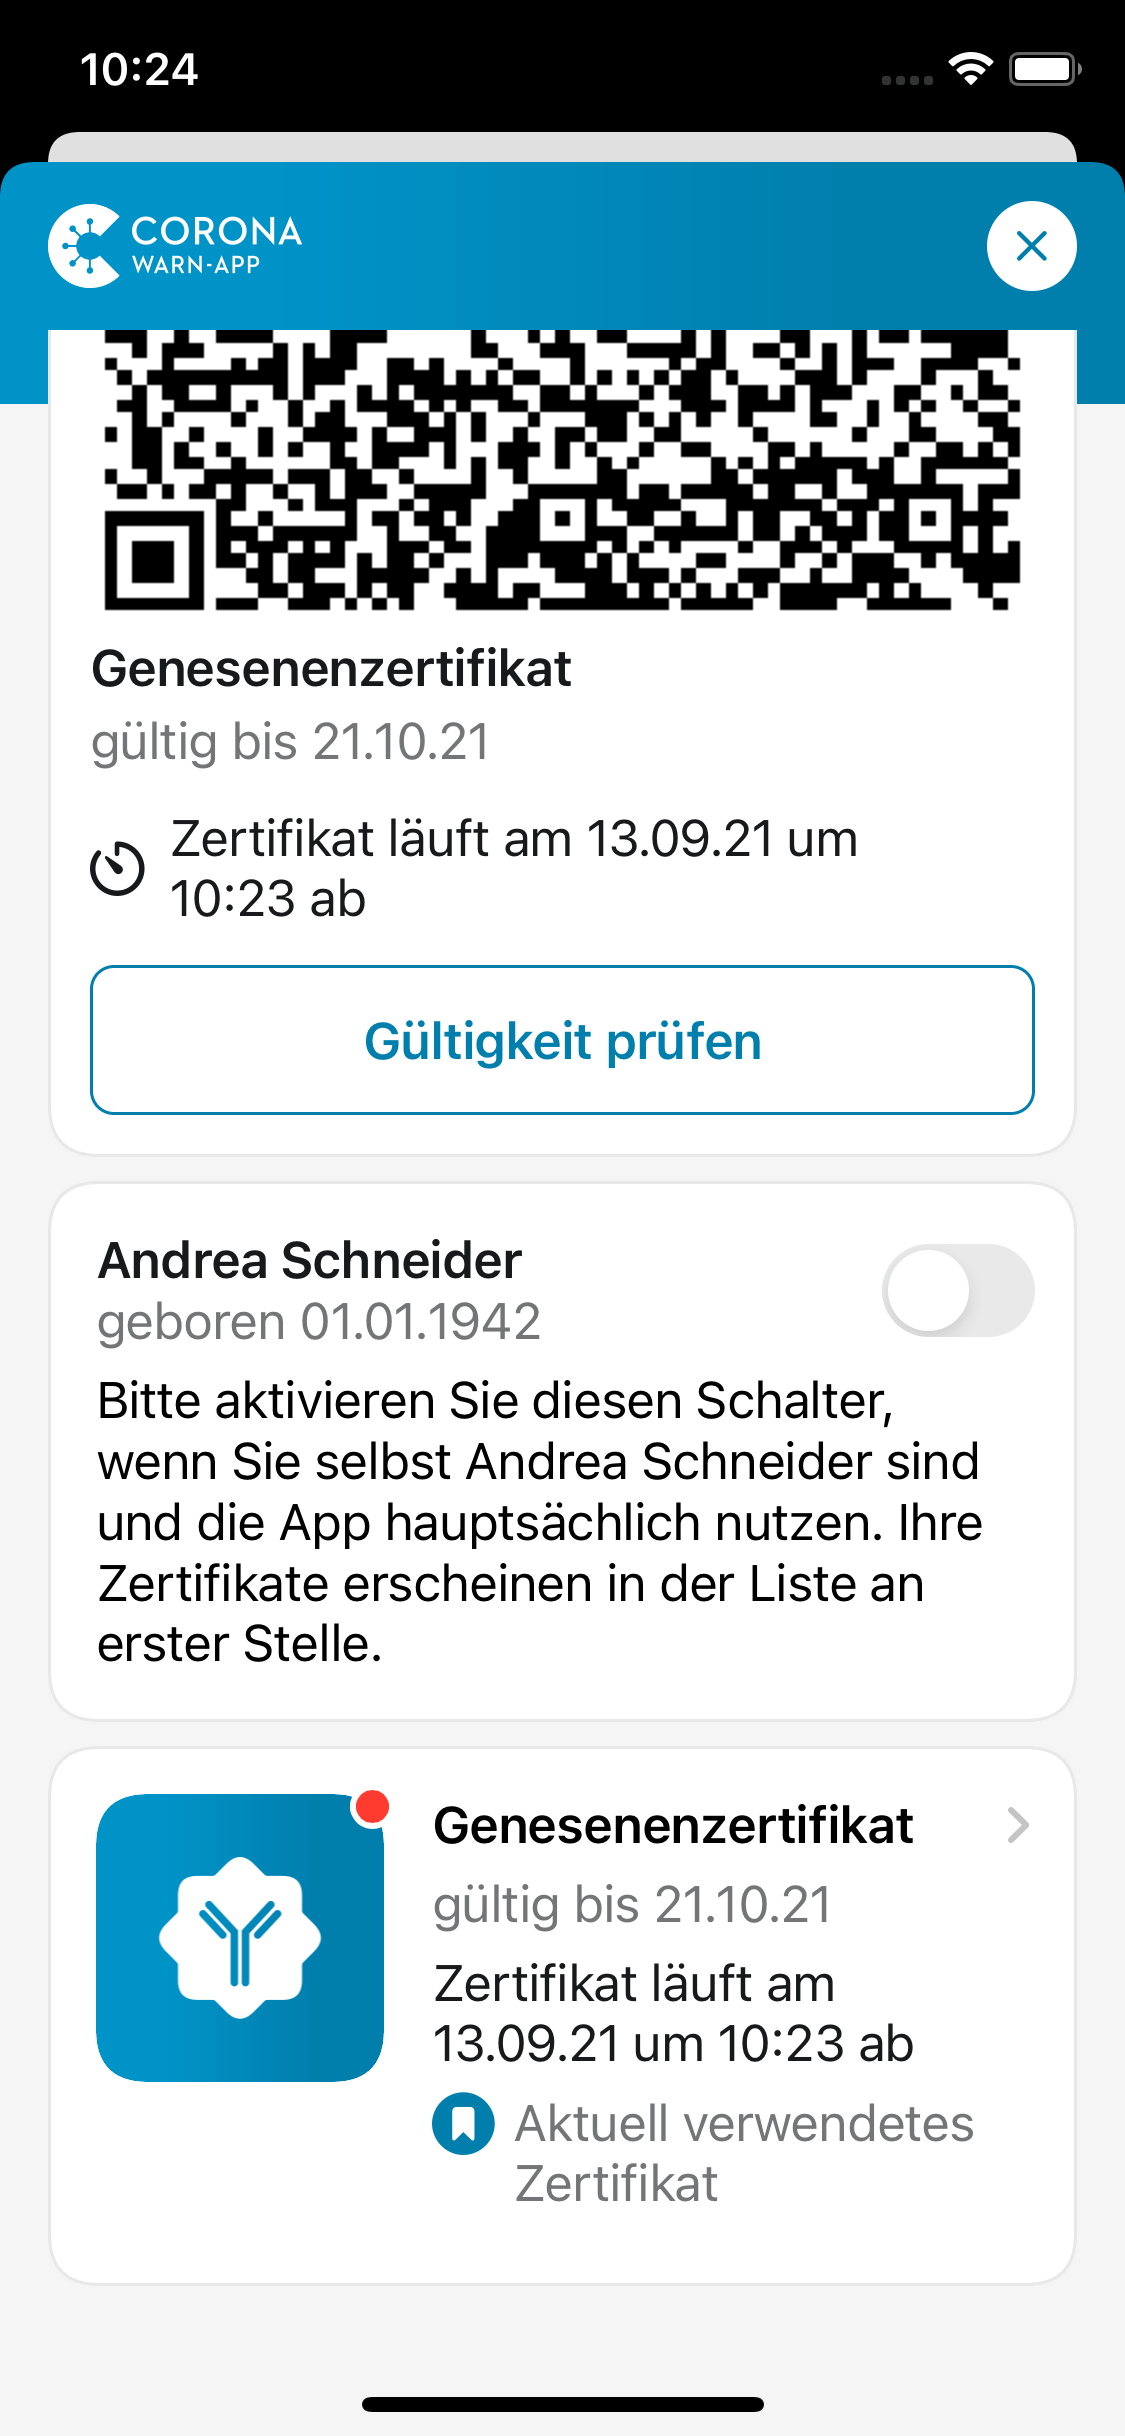 10:24
CORONA
WARN-APP
Genesenenzertifikat
gültig bis 21.10.21
Zertifikat läuft am 13.09.21 um
10:23 ab
Gültigkeit prüfen
Andrea Schneider
geboren 01.01.1942
Bitte aktivieren Sie diesen Schalter,
wenn Sie selbst Andrea Schneider sind
und die App hauptsächlich nutzen. Ihre
Zertifikate erscheinen in der Liste an
erster Stelle.
Genesenenzertifikat
gültig bis 21.10.21
Zertifikat läuft am
13.09.21 um 10:23 ab
Aktuell verwendetes
Zertifikat